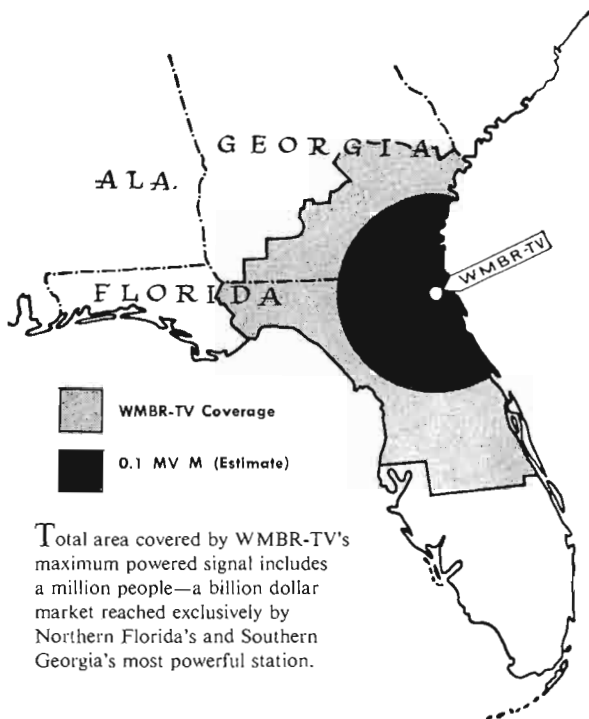 GEORGIA
ALA.
WMBR-TV
FLORIDA
WMBR-TV Coverage
0.1 MV M (Estimate)
Total area covered by WMBR-TV's
maximum powered signal includes
a million people—a billion dollar
market reached exclusively by
Northern Florida's and Southern
Georgia's most powerful station.